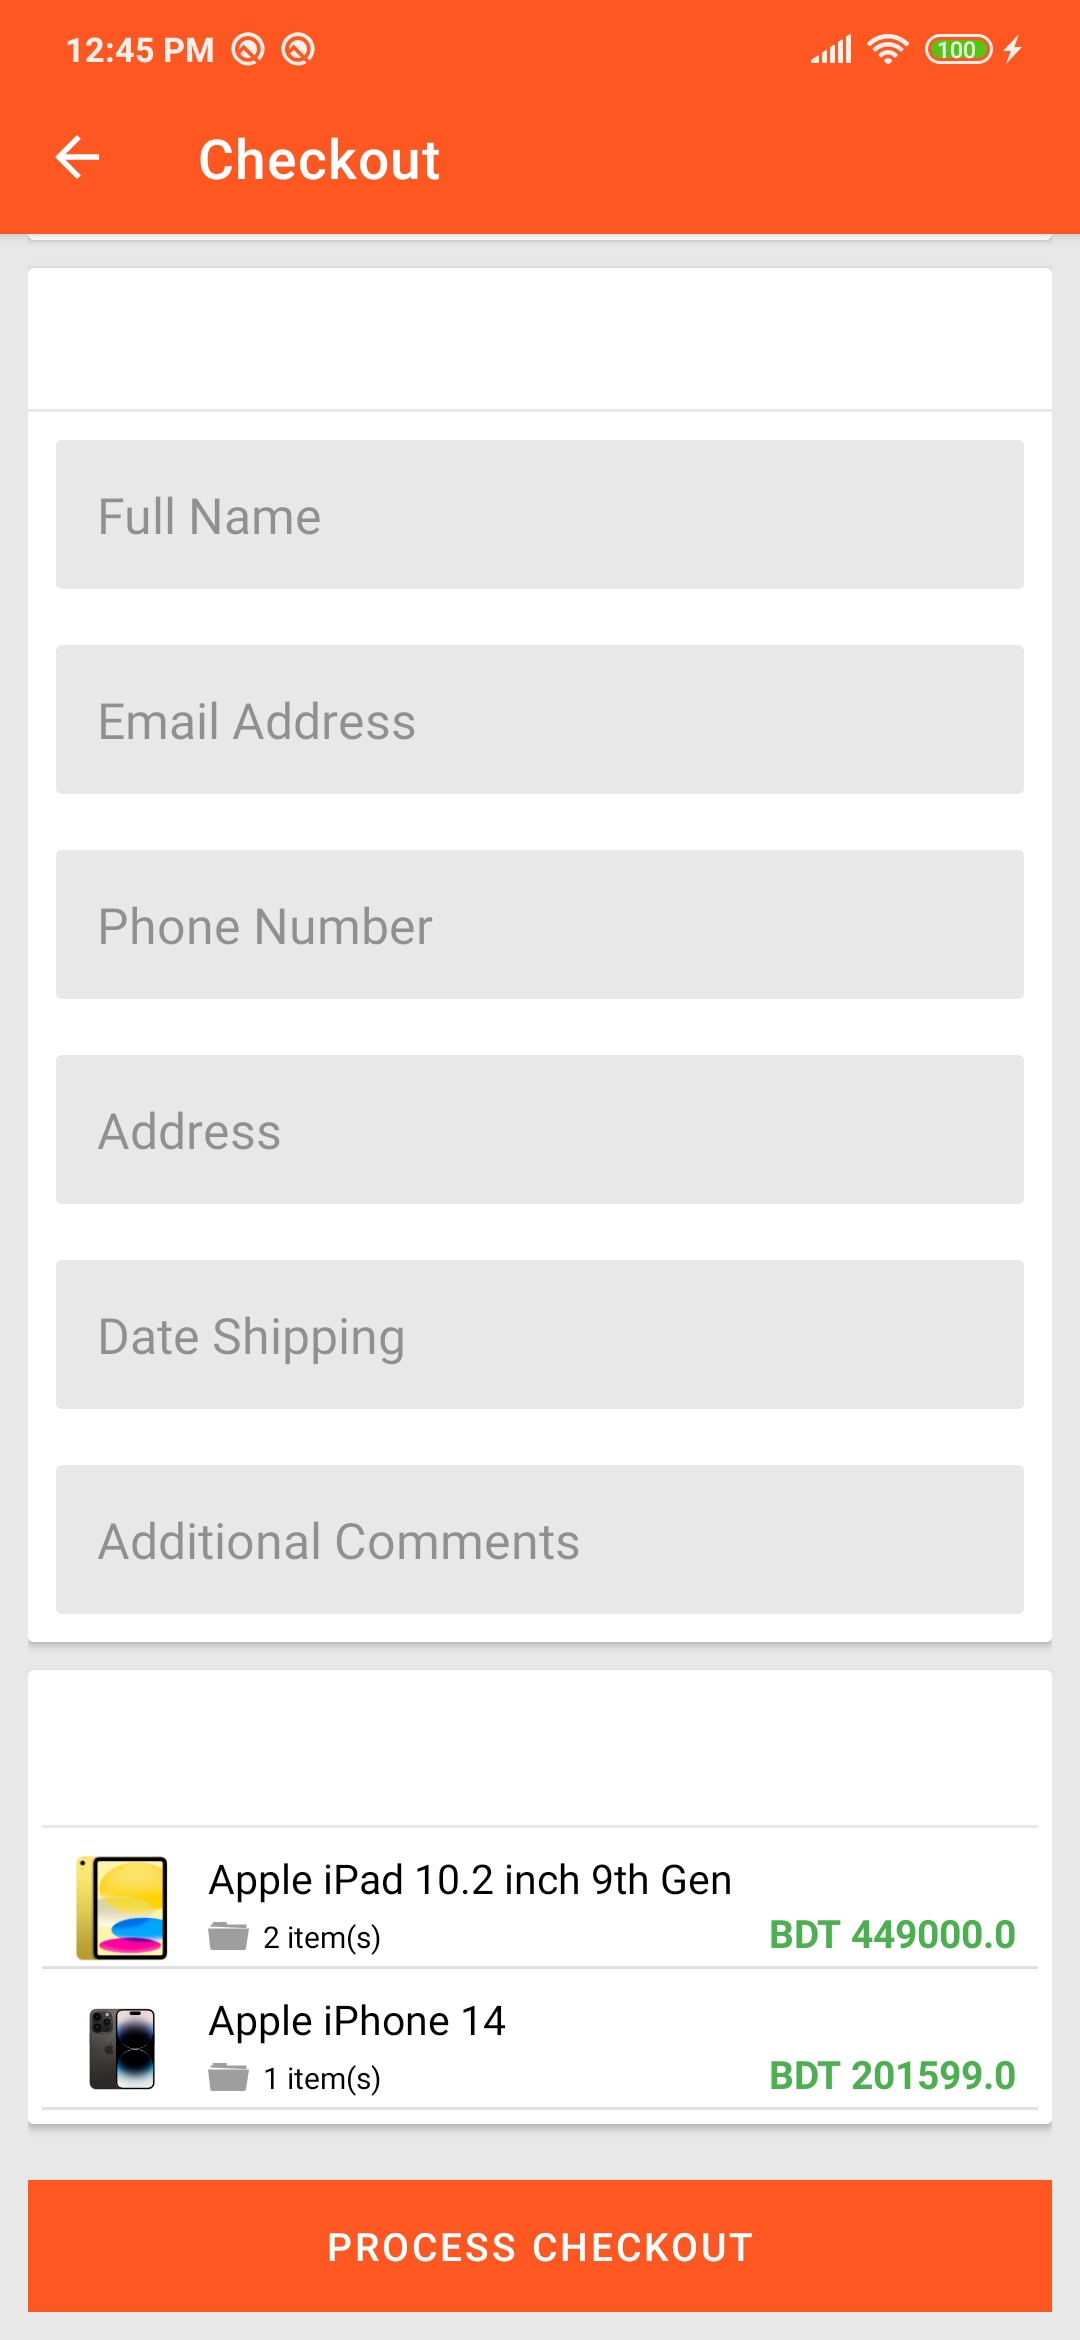 12:45 PM
100
Checkout
Full Name
Email Address
Phone Number
Address
Date Shipping
Additional Comments
Apple iPad 10.2 inch 9th Gen
2 item(s)
BDT 449000.0
Apple iPhone 14
1 item(s)
BDT 201599.0
PROCESS CHECKOUT